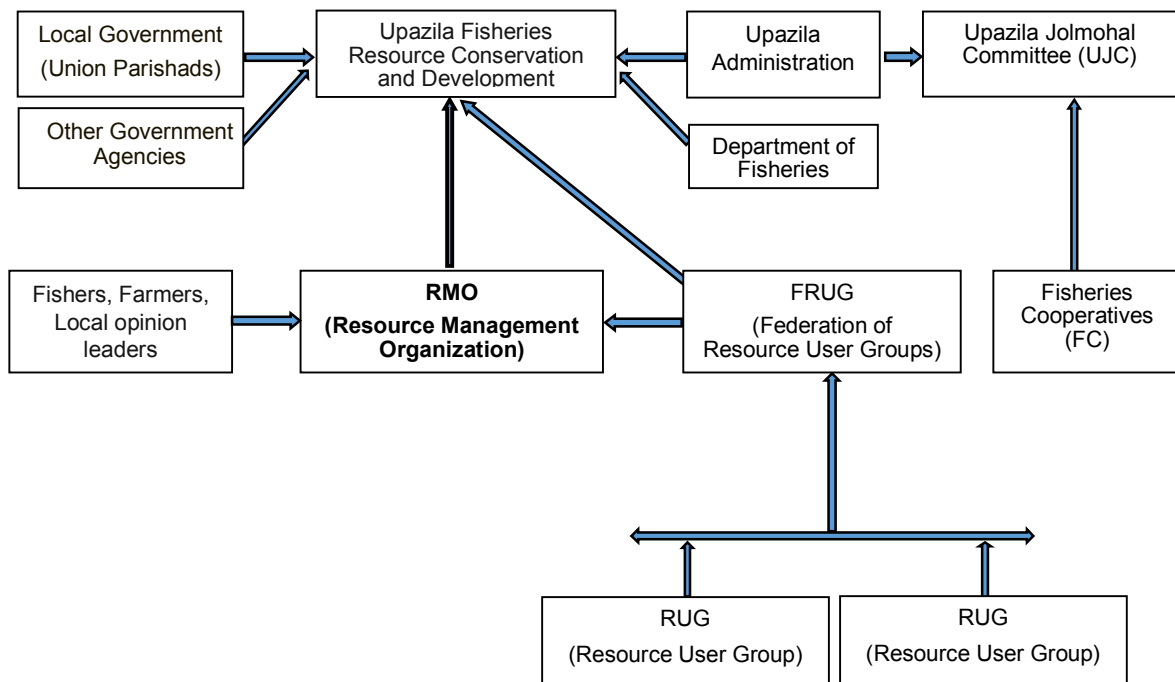 Local Government
(Union Parishads)
Upazila Fisheries
Resource Conservation
and Development
Upazila
Administration
Upazila Jolmohal
Committee (UJC)
Other Government
Agencies
Department of
Fisheries
Fishers, Farmers,
Local opinion
leaders
RMO
(Resource Management
Organization)
FRUG
(Federation of
Resource User Groups)
Fisheries
Cooperatives
(FC)
RUG
(Resource User Group)
RUG
(Resource User Group)